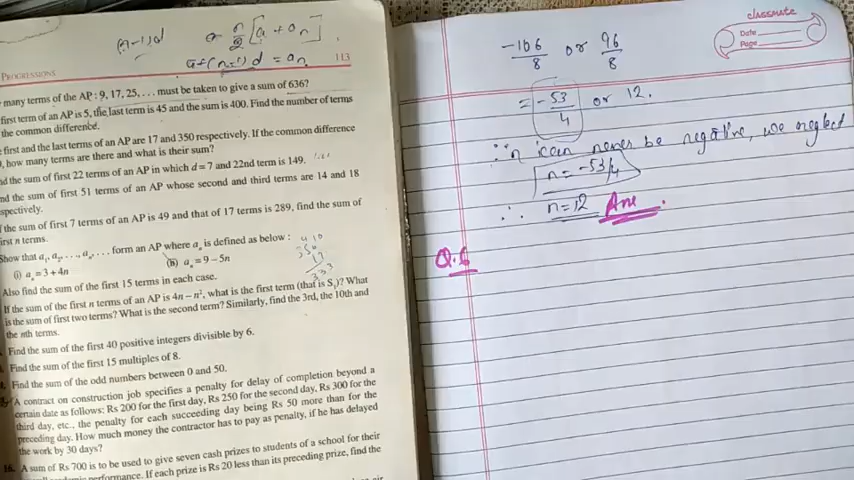 (n-1)d
n/2 [a + an]
a+(n-1)d = an
PROGRESSIONS
113
many terms of the AP : 9, 17, 25, . . . must be taken to give a sum of 636?
first term of an AP is 5, the last term is 45 and the sum is 400. Find the number of terms
the common difference.
first and the last terms of an AP are 17 and 350 respectively. If the common difference
, how many terms are there and what is their sum?
d the sum of first 22 terms of an AP in which d = 7 and 22nd term is 149.
nd the sum of first 51 terms of an AP whose second and third terms are 14 and 18
spectively.
the sum of first 7 terms of an AP is 49 and that of 17 terms is 289, find the sum of
irst n terms.
Show that a1, a2, . . ., an, . . . form an AP where an is defined as below :
(i) an = 3 + 4n
(ii) an = 9 – 5n
Also find the sum of the first 15 terms in each case.
If the sum of the first n terms of an AP is 4n – n², what is the first term (that is S1)? What
is the sum of first two terms? What is the second term? Similarly, find the 3rd, the 10th and
the nth terms.
Find the sum of the first 40 positive integers divisible by 6.
Find the sum of the first 15 multiples of 8.
Find the sum of the odd numbers between 0 and 50.
A contract on construction job specifies a penalty for delay of completion beyond a
certain date as follows: Rs 200 for the first day, Rs 250 for the second day, Rs 300 for the
third day, etc., the penalty for each succeeding day being Rs 50 more than for the
preceding day. How much money the contractor has to pay as penalty, if he has delayed
the work by 30 days?
16. A sum of Rs 700 is to be used to give seven cash prizes to students of a school for their
performance. If each prize is Rs 20 less than its preceding prize, find the
classmate
Date
Page
-106/8 or 96/8
= -53/4 or 12.
∵ n can never be negative, we neglect
n = -53/4
∴ n = 12 Ans.
Q.6